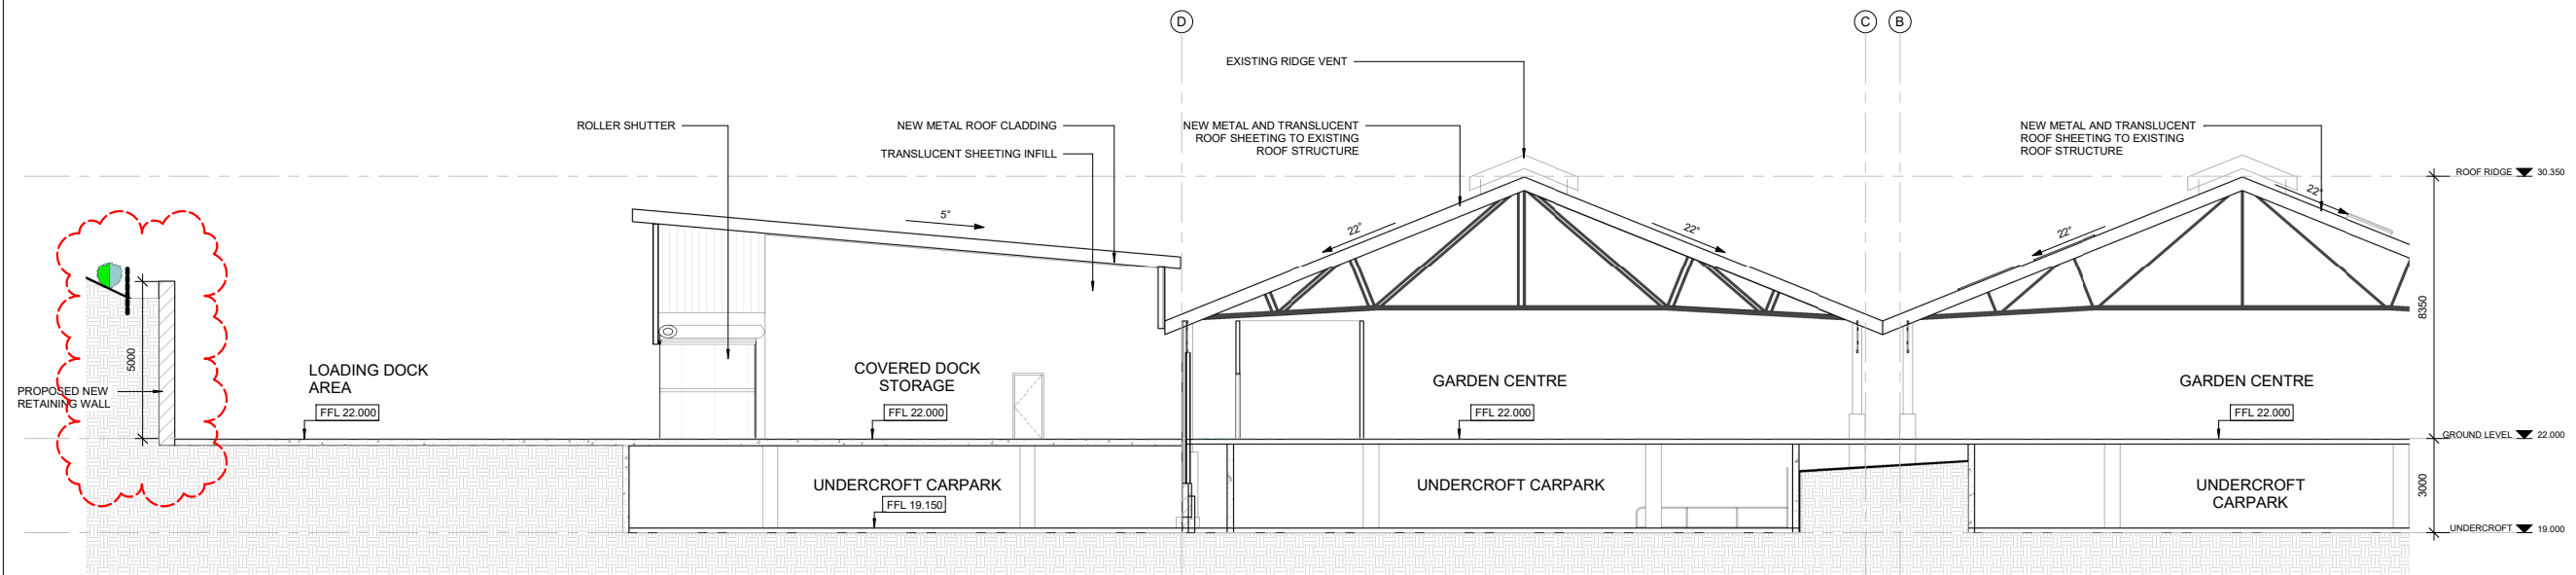 D
C
B
EXISTING RIDGE VENT
ROLLER SHUTTER
NEW METAL ROOF CLADDING
TRANSLUCENT SHEETING INFILL
NEW METAL AND TRANSLUCENT
ROOF SHEETING TO EXISTING
ROOF STRUCTURE
NEW METAL AND TRANSLUCENT
ROOF SHEETING TO EXISTING
ROOF STRUCTURE
ROOF RIDGE 30.350
5°
22°
22°
22°
22°
8350
5000
PROPOSED NEW
RETAINING WALL
LOADING DOCK
AREA
FFL 22.000
COVERED DOCK
STORAGE
FFL 22.000
GARDEN CENTRE
FFL 22.000
GARDEN CENTRE
FFL 22.000
GROUND LEVEL 22.000
UNDERCROFT CARPARK
FFL 19.150
UNDERCROFT CARPARK
UNDERCROFT
CARPARK
3000
UNDERCROFT 19.000